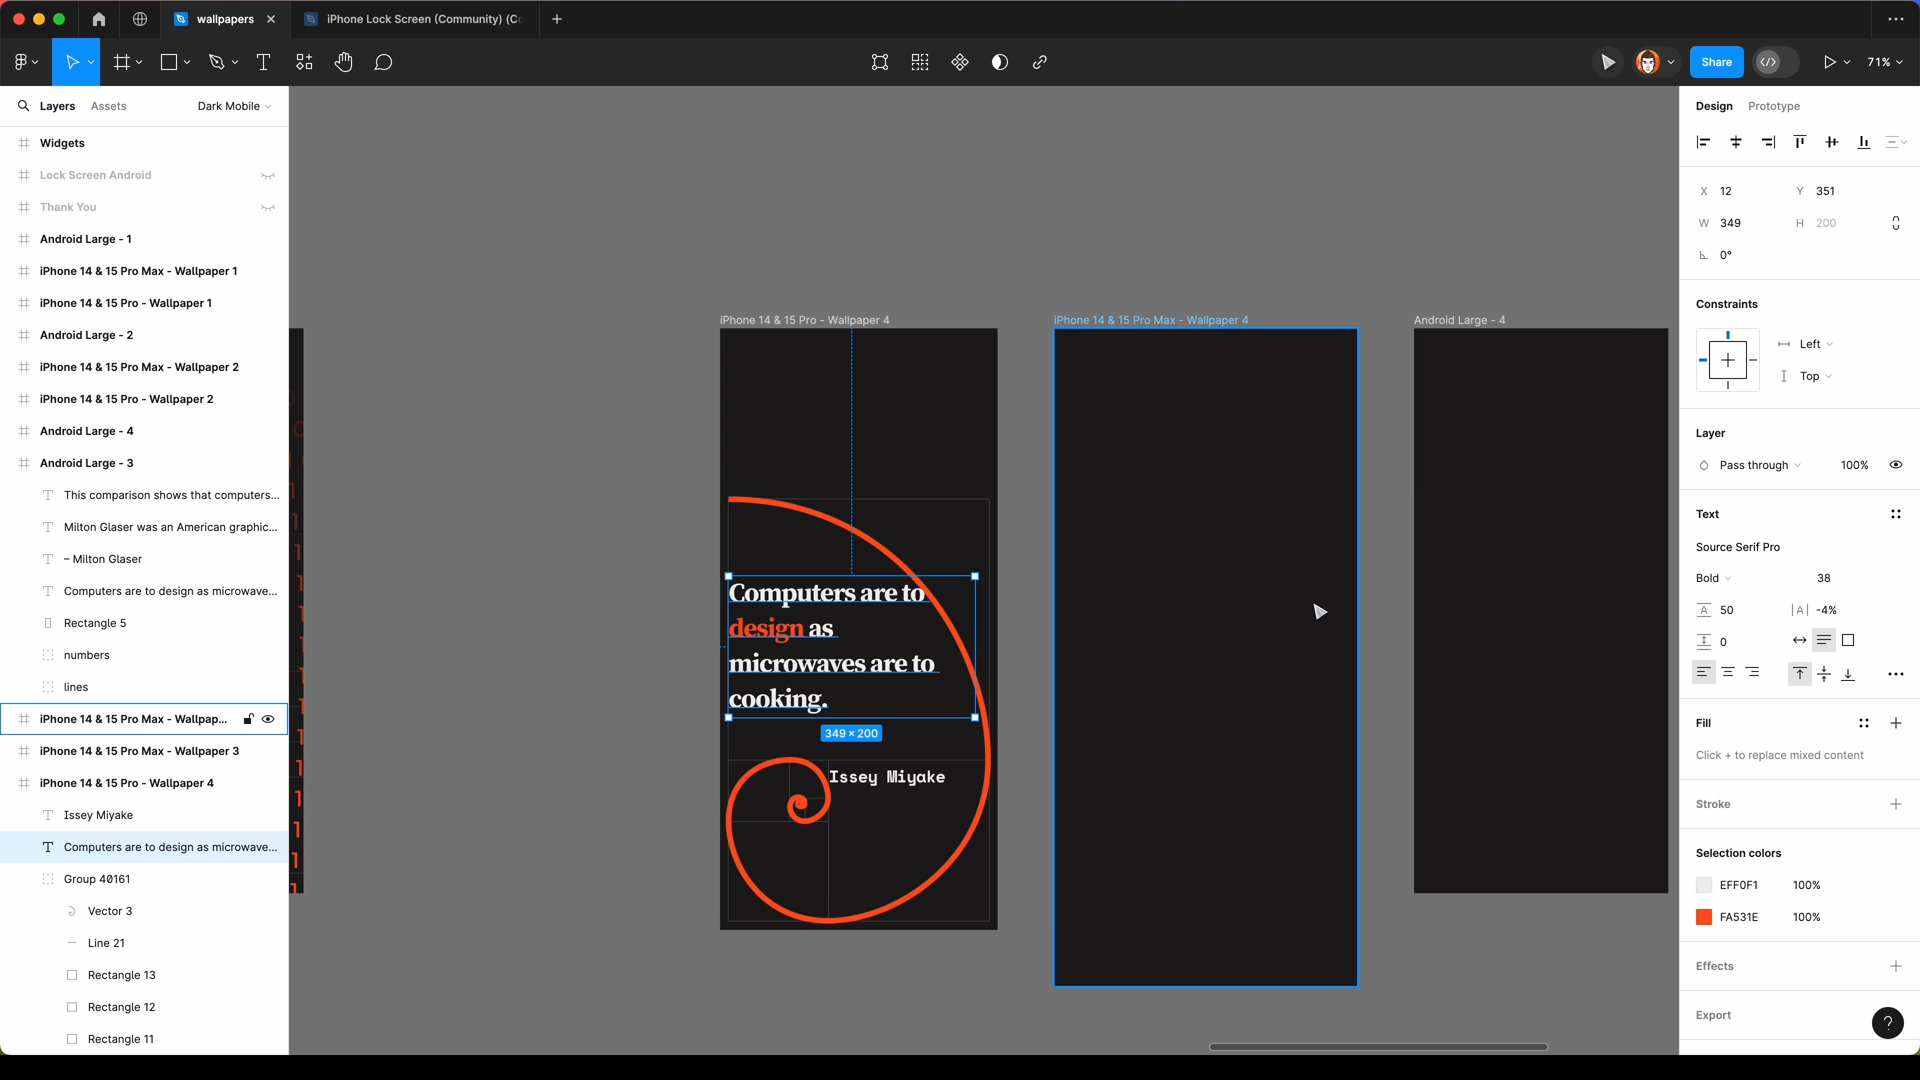 wallpapers
iPhone Lock Screen (Community) (Co
Share
71%
Layers
Assets
Dark Mobile
Widgets
Lock Screen Android
Thank You
Android Large - 1
iPhone 14 & 15 Pro Max - Wallpaper 1
iPhone 14 & 15 Pro - Wallpaper 1
Android Large - 2
iPhone 14 & 15 Pro Max - Wallpaper 2
iPhone 14 & 15 Pro - Wallpaper 2
Android Large - 4
Android Large - 3
This comparison shows that computers...
Milton Glaser was an American graphic...
– Milton Glaser
Computers are to design as microwave...
Rectangle 5
numbers
lines
iPhone 14 & 15 Pro Max - Wallpap...
iPhone 14 & 15 Pro Max - Wallpaper 3
iPhone 14 & 15 Pro - Wallpaper 4
Issey Miyake
Computers are to design as microwave...
Group 40161
Vector 3
Line 21
Rectangle 13
Rectangle 12
Rectangle 11
iPhone 14 & 15 Pro - Wallpaper 4
Computers are to
design as
microwaves are to
cooking.
349 × 200
Issey Miyake
iPhone 14 & 15 Pro Max - Wallpaper 4
Android Large - 4
Design
Prototype
X 12
Y 351
W 349
H 200
0°
Constraints
Left
Top
Layer
Pass through
100%
Text
Source Serif Pro
Bold
38
50
-4%
0
Fill
Click + to replace mixed content
Stroke
Selection colors
EFF0F1
100%
FA531E
100%
Effects
Export
?